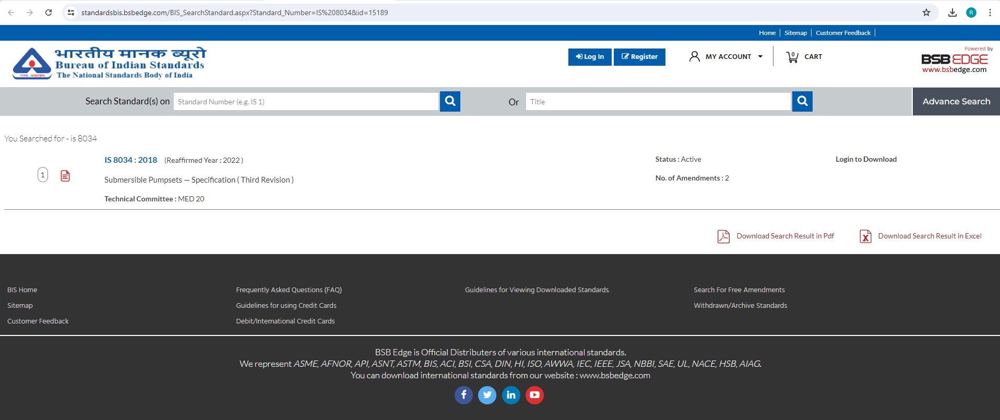 standardsbis.bsbedge.com/BIS_SearchStandard.aspx?Standard_Number=IS%208034&id=15189
R
Home
Sitemap
Customer Feedback
भारतीय मानक ब्यूरो
Bureau of Indian Standards
The National Standards Body of India
मानकः पथप्रदर्शकः
Log In
Register
MY ACCOUNT
0
CART
Powered by
BSB EDGE
www.bsbedge.com
Search Standard(s) on
Standard Number (e.g. IS 1)
Or
Title
Advance Search
You Searched for - is 8034
1
IS 8034 : 2018 (Reaffirmed Year : 2022 )
Status : Active
Login to Download
Submersible Pumpsets — Specification ( Third Revision )
No. of Amendments : 2
Technical Committee : MED 20
Download Search Result in Pdf
Download Search Result in Excel
BIS Home
Frequently Asked Questions (FAQ)
Guidelines for Viewing Downloaded Standards.
Search For Free Amendments
Sitemap
Guidelines for using Credit Cards
Withdrawn/Archive Standards
Customer Feedback
Debit/International Credit Cards
BSB Edge is Official Distributers of various international standards.
We represent ASME, AFNOR, API, ASNT, ASTM, BIS, ACI, BSI, CSA, DIN, HI, ISO, AWWA, IEC, IEEE, JSA, NBBI, SAE, UL, NACE, HSB, AIAG.
You can download international standards from our website : www.bsbedge.com